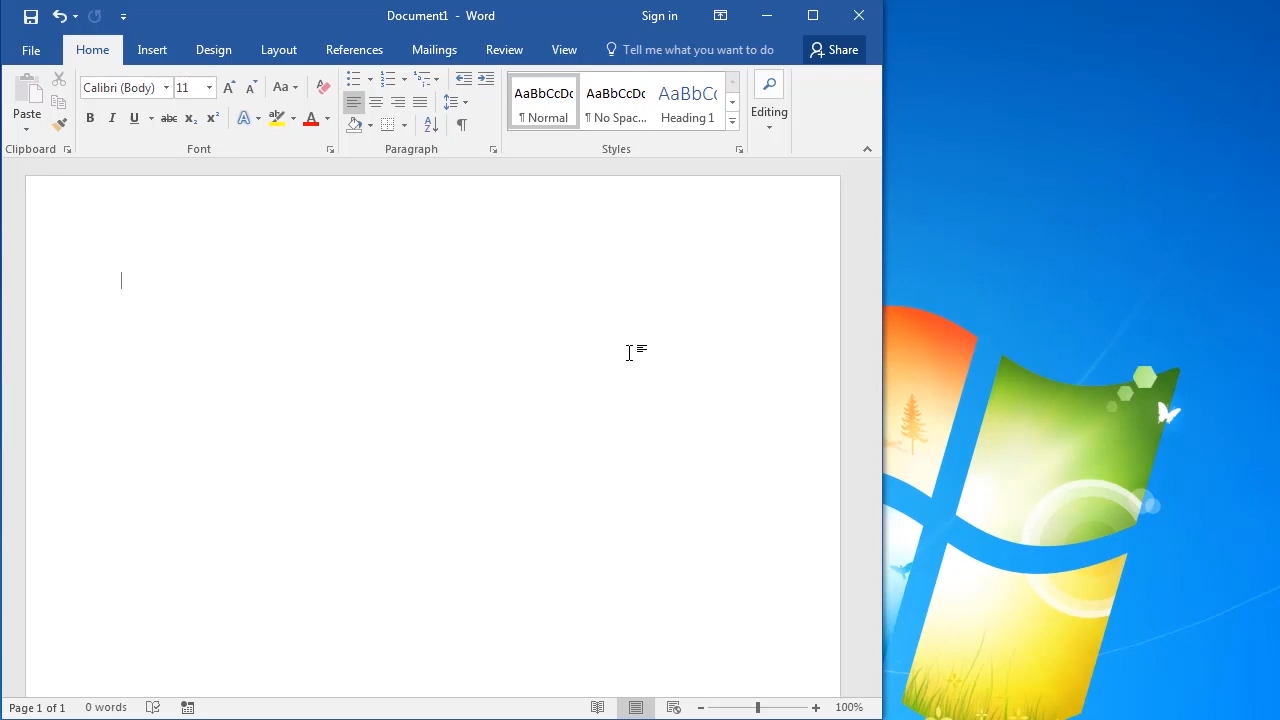 Document1 - Word
Sign in
File
Home
Insert
Design
Layout
References
Mailings
Review
View
Tell me what you want to do
Share
Paste
Calibri (Body)
11
Aa
B I U abc x₂ x² A ab A
A
Z
¶
AaBbCcDc
AaBbCcDc
AaBbCc
¶ Normal
¶ No Spac...
Heading 1
Editing
Clipboard
Font
Paragraph
Styles
Page 1 of 1
0 words
100%